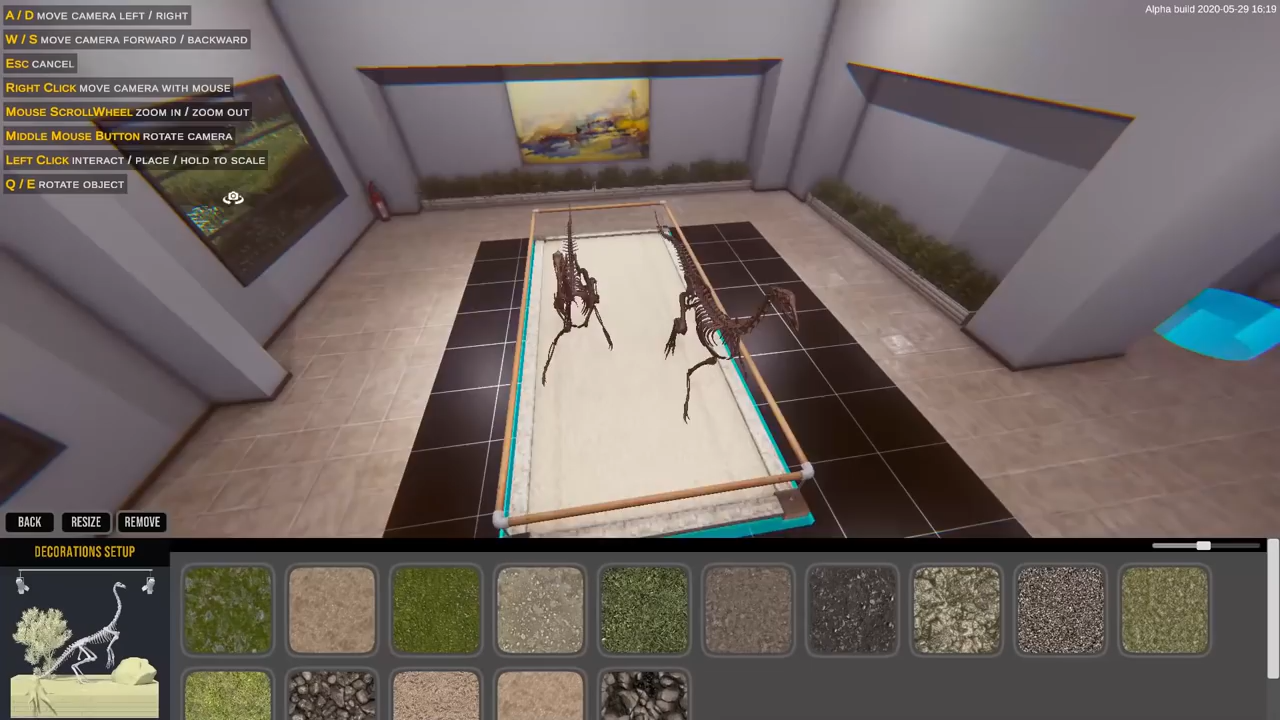 A / D MOVE CAMERA LEFT / RIGHT
Alpha build 2020-05-29 16:19
W / S MOVE CAMERA FORWARD / BACKWARD
ESC CANCEL
RIGHT CLICK MOVE CAMERA WITH MOUSE
MOUSE SCROLLWHEEL ZOOM IN / ZOOM OUT
MIDDLE MOUSE BUTTON ROTATE CAMERA
LEFT CLICK INTERACT / PLACE / HOLD TO SCALE
Q / E ROTATE OBJECT
BACK
RESIZE
REMOVE
DECORATIONS SETUP